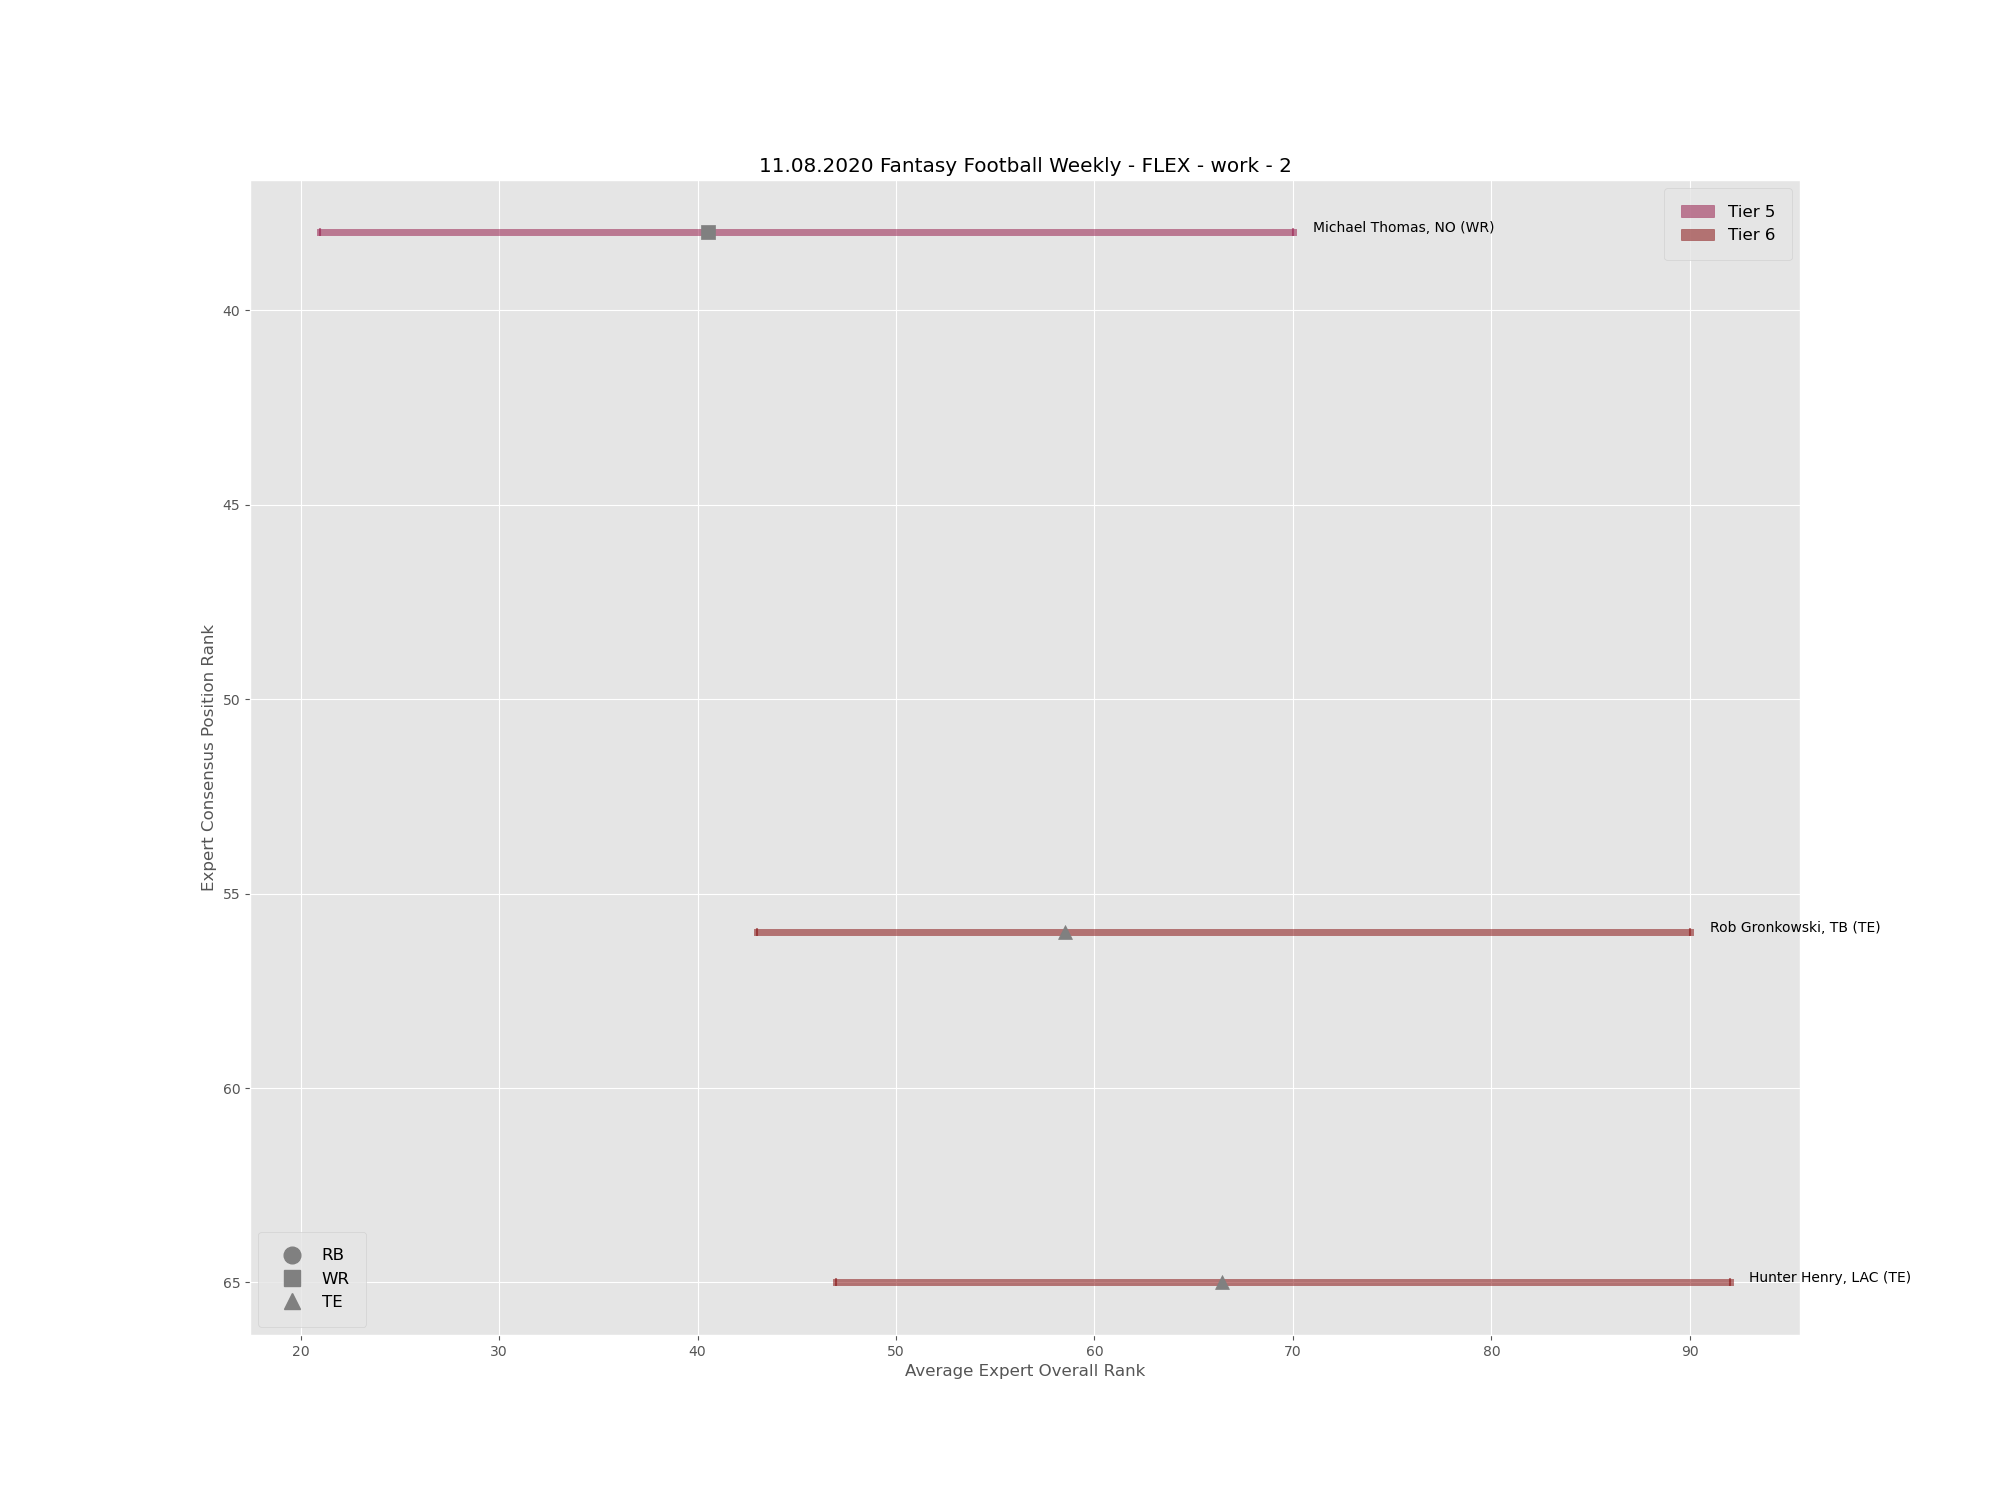 11.08.2020 Fantasy Football Weekly - FLEX - work - 2
Michael Thomas, NO (WR)
Tier 5
Tier 6
40
45
50
Expert Consensus Position Rank
55
Rob Gronkowski, TB (TE)
60
RB
WR
TE
65
Hunter Henry, LAC (TE)
20 30 40 50 60 70 80 90
Average Expert Overall Rank